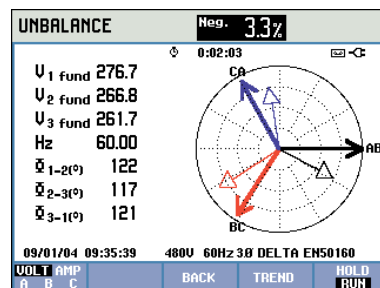 UNBALANCE Neg. 3.3%
0:02:03
V1 fund 276.7
V2 fund 266.8
V3 fund 261.7
Hz 60.00
Φ1-2(°) 122
Φ2-3(°) 117
Φ3-1(°) 121
CA
AB
BC
09/01/04 09:35:39 480V 60Hz 3Ø DELTA EN50160
VOLT AMP
A B C
BACK
TREND
HOLD
RUN